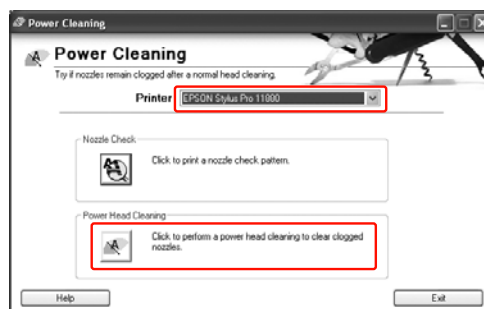 Power Cleaning
Power Cleaning
Try if nozzles remain clogged after a normal head cleaning.
Printer EPSON Stylus Pro 11880
Nozzle Check
Click to print a nozzle check pattern.
Power Head Cleaning
Click to perform a power head cleaning to clear clogged
nozzles.
Help Exit